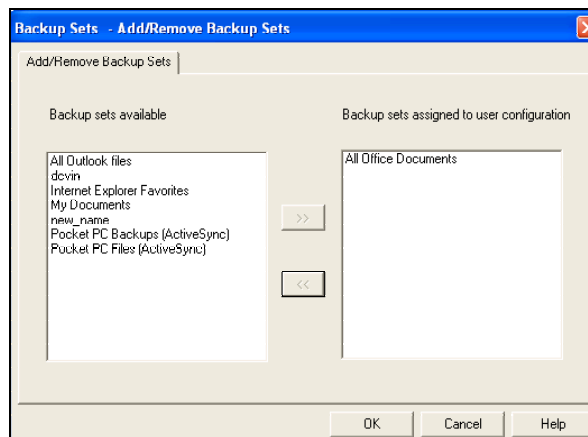 Backup Sets - Add/Remove Backup Sets
Add/Remove Backup Sets
Backup sets available
Backup sets assigned to user configuration
All Outlook files
dcvin
Internet Explorer Favorites
My Documents
new_name
Pocket PC Backups (ActiveSync)
Pocket PC Files (ActiveSync)
All Office Documents
>>
<<
OK
Cancel
Help